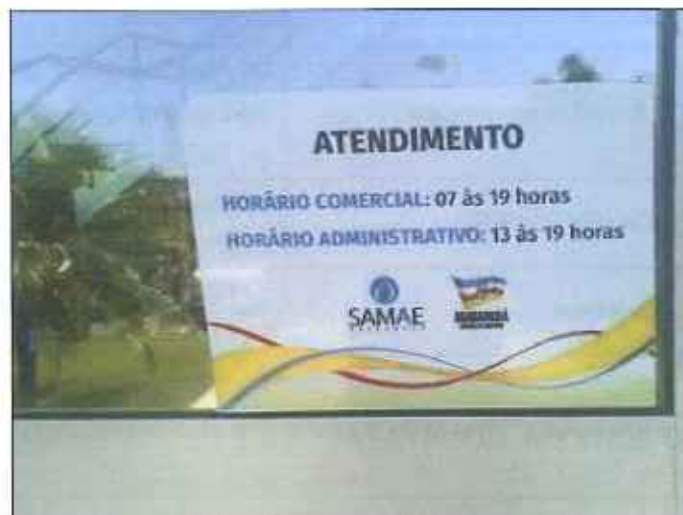 ATENDIMENTO
HORÁRIO COMERCIAL: 07 às 19 horas
HORÁRIO ADMINISTRATIVO: 13 às 19 horas
SAMAE